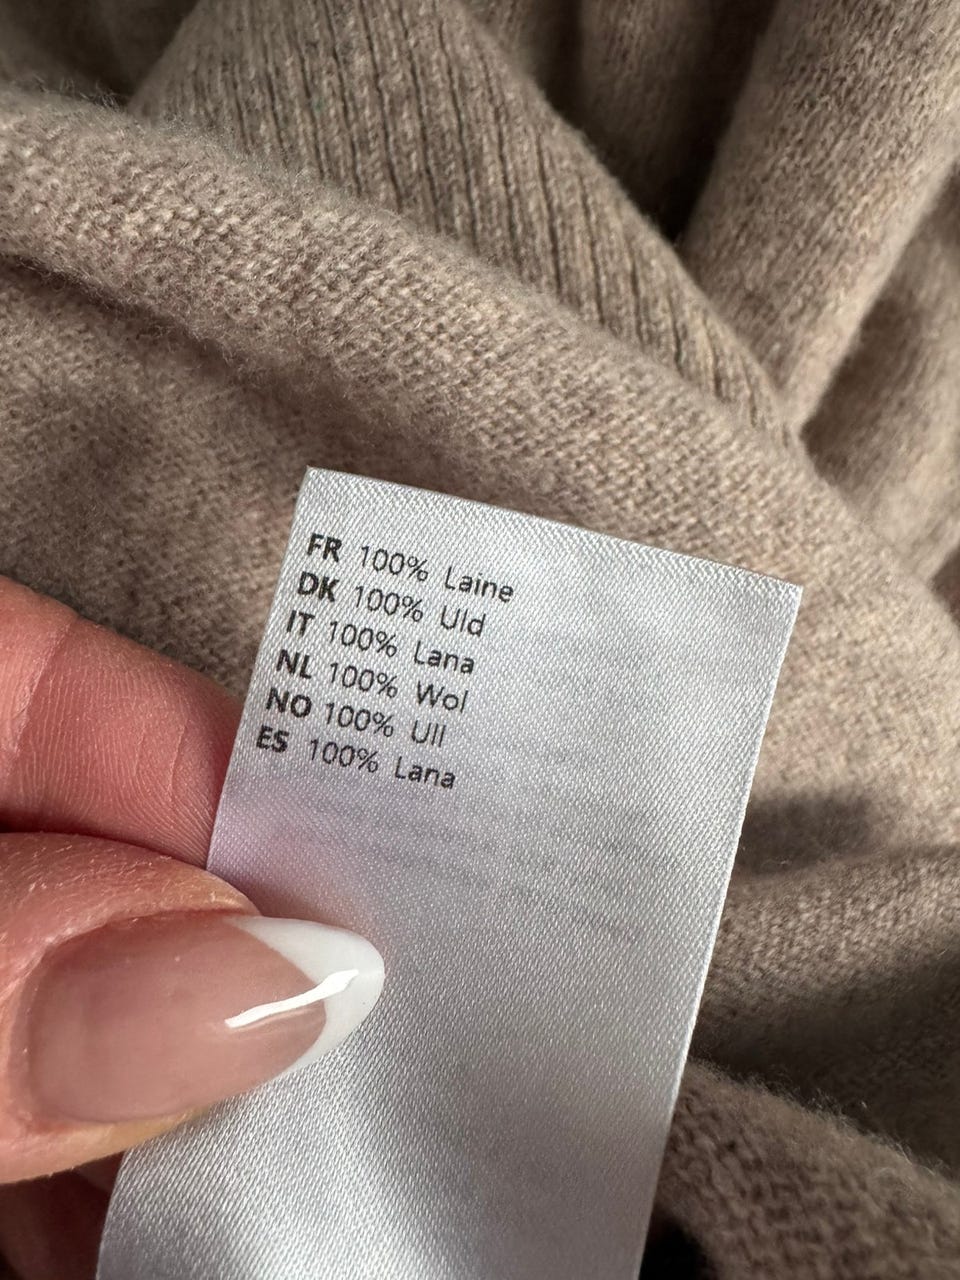 FR 100% Laine
DK 100% Uld
IT 100% Lana
NL 100% Wol
NO 100% Ull
ES 100% Lana